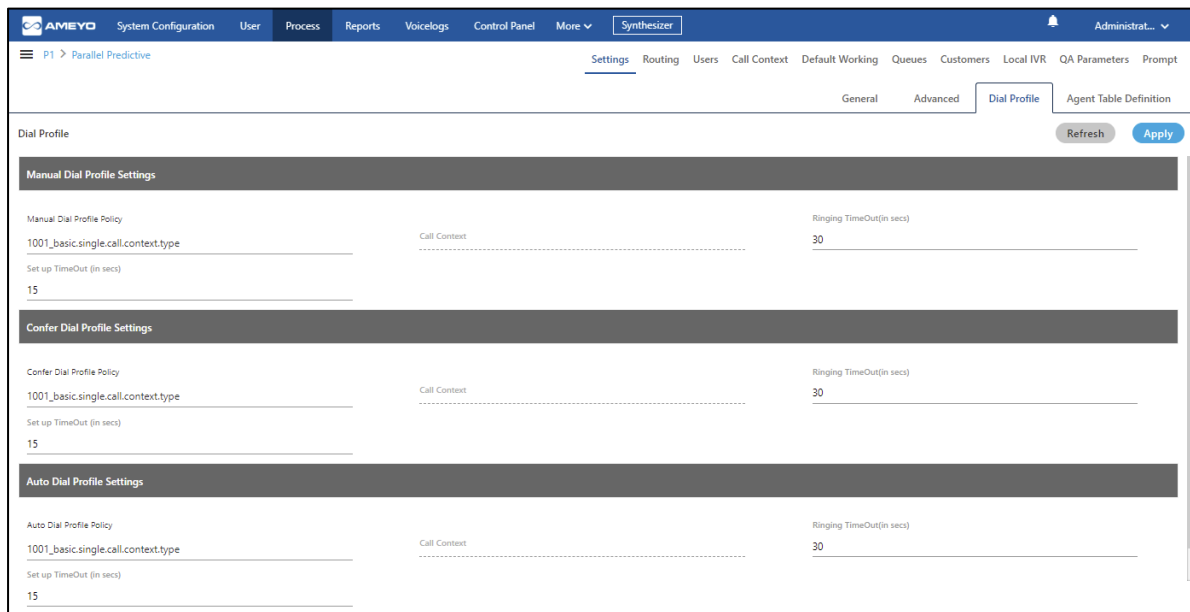 AMEYO System Configuration User Process Reports Voicelogs Control Panel More Synthesizer Administrat...
P1 > Parallel Predictive
Settings Routing Users Call Context Default Working Queues Customers Local IVR QA Parameters Prompt
General Advanced Dial Profile Agent Table Definition
Dial Profile Refresh Apply
Manual Dial Profile Settings
Manual Dial Profile Policy Call Context Ringing TimeOut(in secs)
1001_basic.single.call.context.type 30
Set up TimeOut (in secs)
15
Confer Dial Profile Settings
Confer Dial Profile Policy Call Context Ringing TimeOut(in secs)
1001_basic.single.call.context.type 30
Set up TimeOut (in secs)
15
Auto Dial Profile Settings
Auto Dial Profile Policy Call Context Ringing TimeOut(in secs)
1001_basic.single.call.context.type 30
Set up TimeOut (in secs)
15